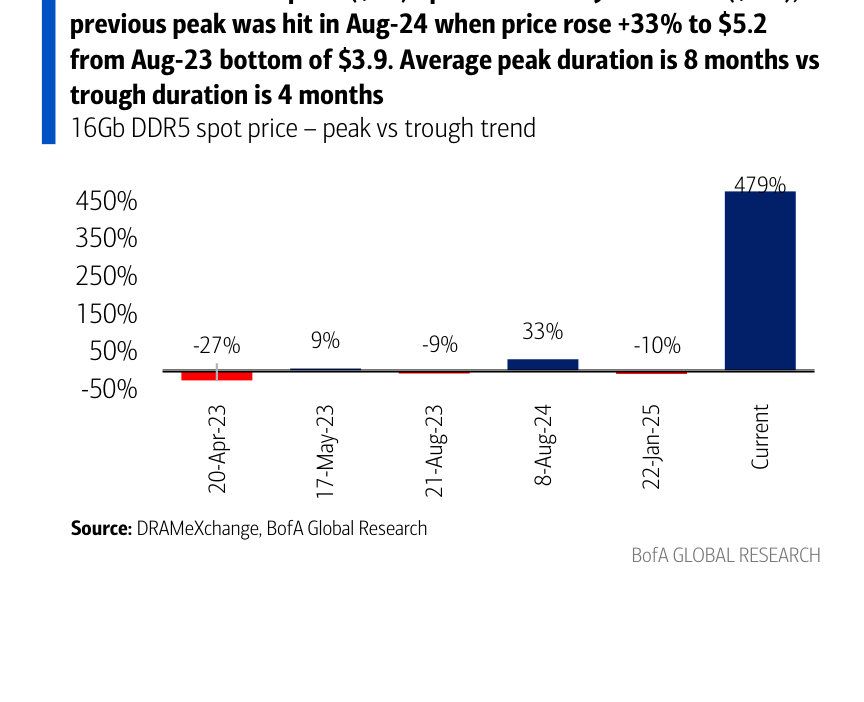 previous peak was hit in Aug-24 when price rose +33% to $5.2
from Aug-23 bottom of $3.9. Average peak duration is 8 months vs
trough duration is 4 months
16Gb DDR5 spot price – peak vs trough trend
479%
450%
350%
250%
150%
50%
-50%
-27%
9%
-9%
33%
-10%
20-Apr-23
17-May-23
21-Aug-23
8-Aug-24
22-Jan-25
Current
Source: DRAMeXchange, BofA Global Research
BofA GLOBAL RESEARCH